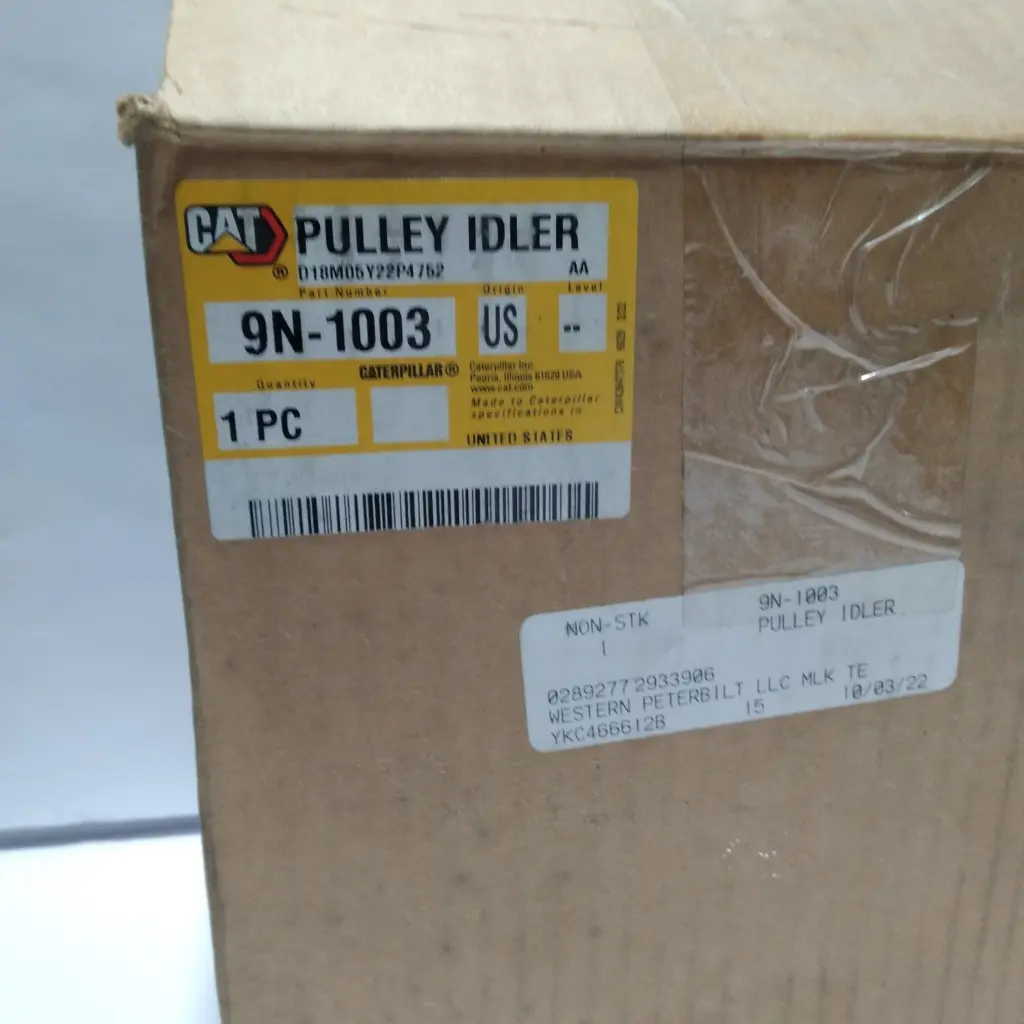 CAT PULLEY IDLER
® D18M05Y22P4752 AA
Part Number Origin Level
9N-1003 US --
Quantity CATERPILLAR®
Caterpillar Inc.
Peoria, Illinois 61629 USA
www.cat.com
1 PC
Made to Caterpillar
specifications in
UNITED STATES
NON-STK 9N-1003
1 PULLEY IDLER
02892772933906
WESTERN PETERBILT LLC MLK TE
YKC466612B 15 10/03/22